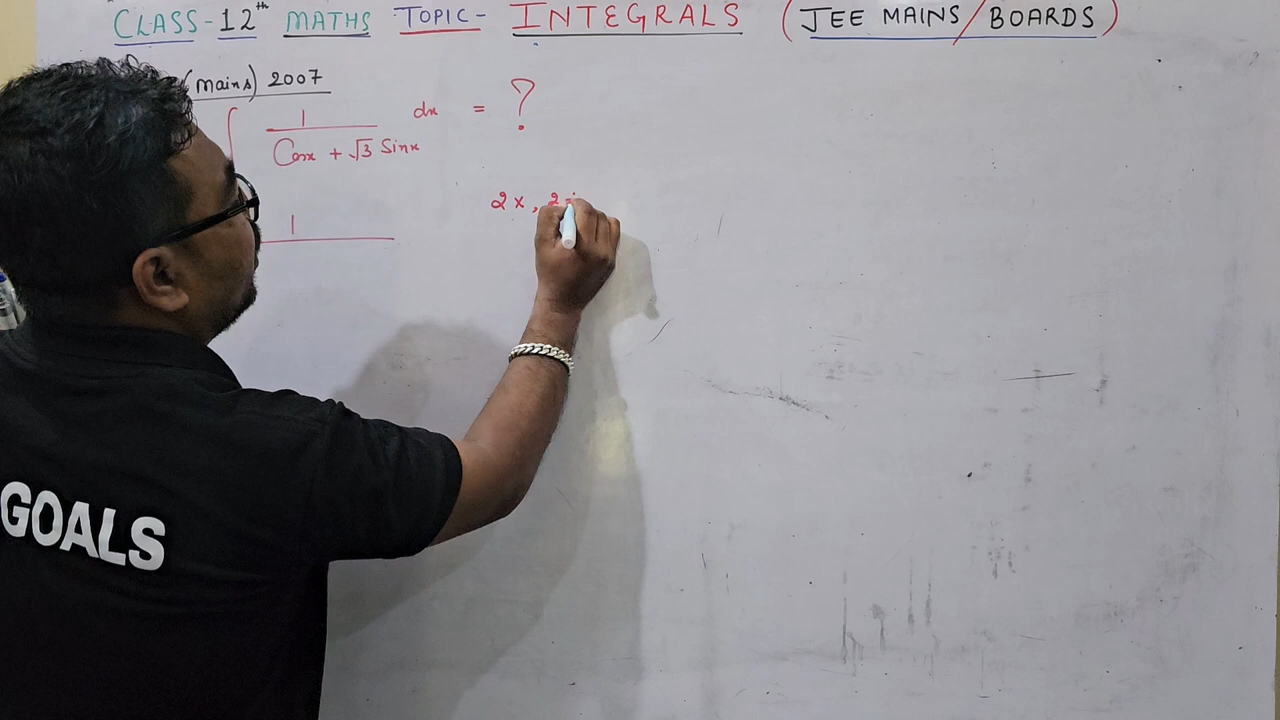 CLASS-12th MATHS TOPIC- INTEGRALS (JEE MAINS/BOARDS)
(Mains) 2007
∫ 1 / (Cosx + √3 Sinx) dx = ?
2x, 2
1
GOALS